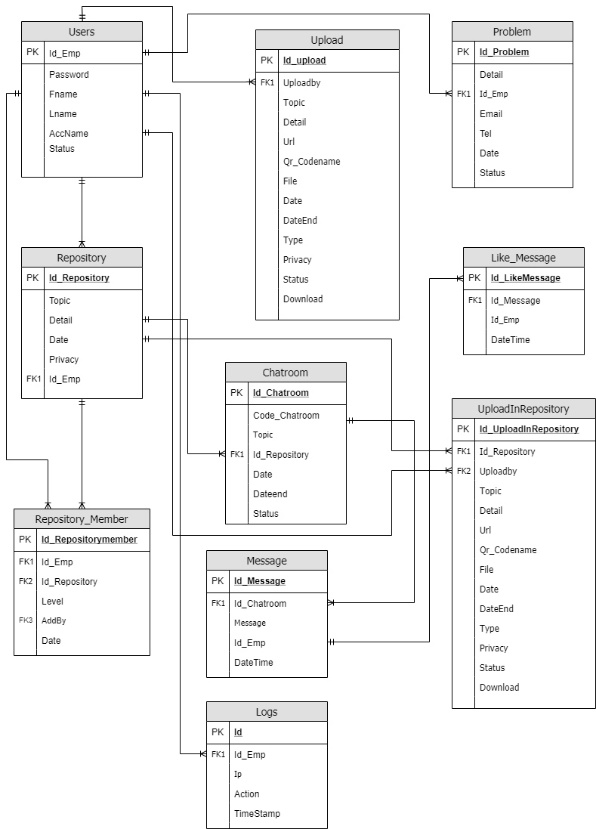 Users
PK Id_Emp
Password
Fname
Lname
AccName
Status
Upload
PK Id_upload
FK1 Uploadby
Topic
Detail
Url
Qr_Codename
File
Date
DateEnd
Type
Privacy
Status
Download
Problem
PK Id_Problem
Detail
FK1 Id_Emp
Email
Tel
Date
Status
Repository
PK Id_Repository
Topic
Detail
Date
Privacy
FK1 Id_Emp
Like_Message
PK Id_LikeMessage
FK1 Id_Message
Id_Emp
DateTime
Chatroom
PK Id_Chatroom
Code_Chatroom
Topic
FK1 Id_Repository
Date
Dateend
Status
UploadInRepository
PK Id_UploadInRepository
FK1 Id_Repository
FK2 Uploadby
Topic
Detail
Url
Qr_Codename
File
Date
DateEnd
Type
Privacy
Status
Download
Repository_Member
PK Id_Repositorymember
FK1 Id_Emp
FK2 Id_Repository
Level
FK3 AddBy
Date
Message
PK Id_Message
FK1 Id_Chatroom
Message
Id_Emp
DateTime
Logs
PK Id
FK1 Id_Emp
Ip
Action
TimeStamp